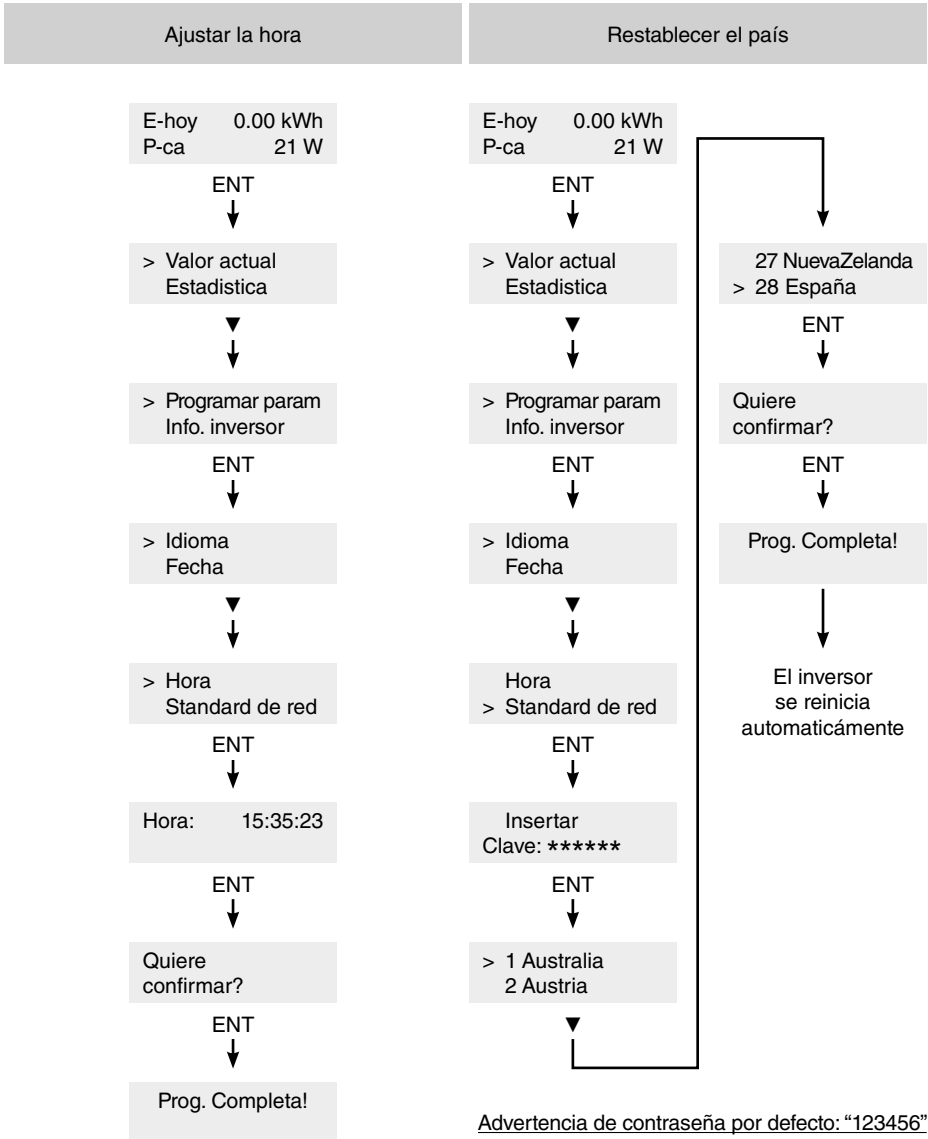 Ajustar la hora
E-hoy 0.00 kWh
P-ca 21 W
ENT
> Valor actual
Estadistica
▼
> Programar param
Info. inversor
ENT
> Idioma
Fecha
▼
> Hora
Standard de red
ENT
Hora: 15:35:23
ENT
Quiere
confirmar?
ENT
Prog. Completa!
Restablecer el país
E-hoy 0.00 kWh
P-ca 21 W
ENT
> Valor actual
Estadistica
▼
> Programar param
Info. inversor
ENT
> Idioma
Fecha
▼
Hora
> Standard de red
ENT
Insertar
Clave: ******
ENT
> 1 Australia
2 Austria
▼
27 NuevaZelanda
> 28 España
ENT
Quiere
confirmar?
ENT
Prog. Completa!
El inversor
se reinicia
automaticámente
Advertencia de contraseña por defecto: “123456”